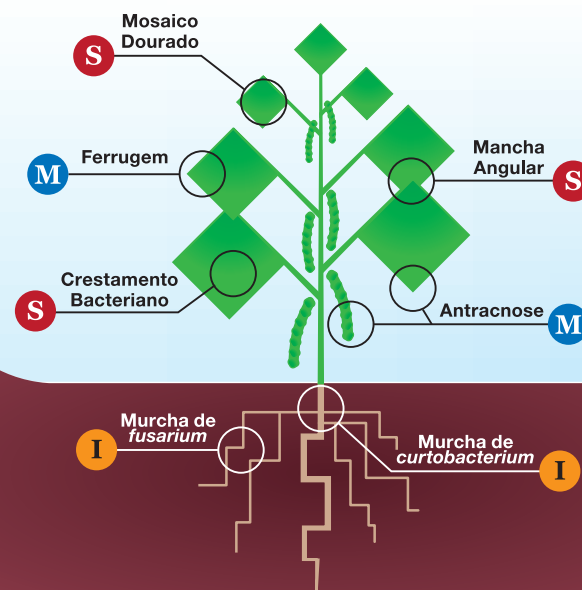 Mosaico
Dourado
S
Ferrugem
M
Mancha
Angular
S
Crestamento
Bacteriano
S
Antracnose
M
Murcha de
fusarium
I
Murcha de
curtobacterium
I